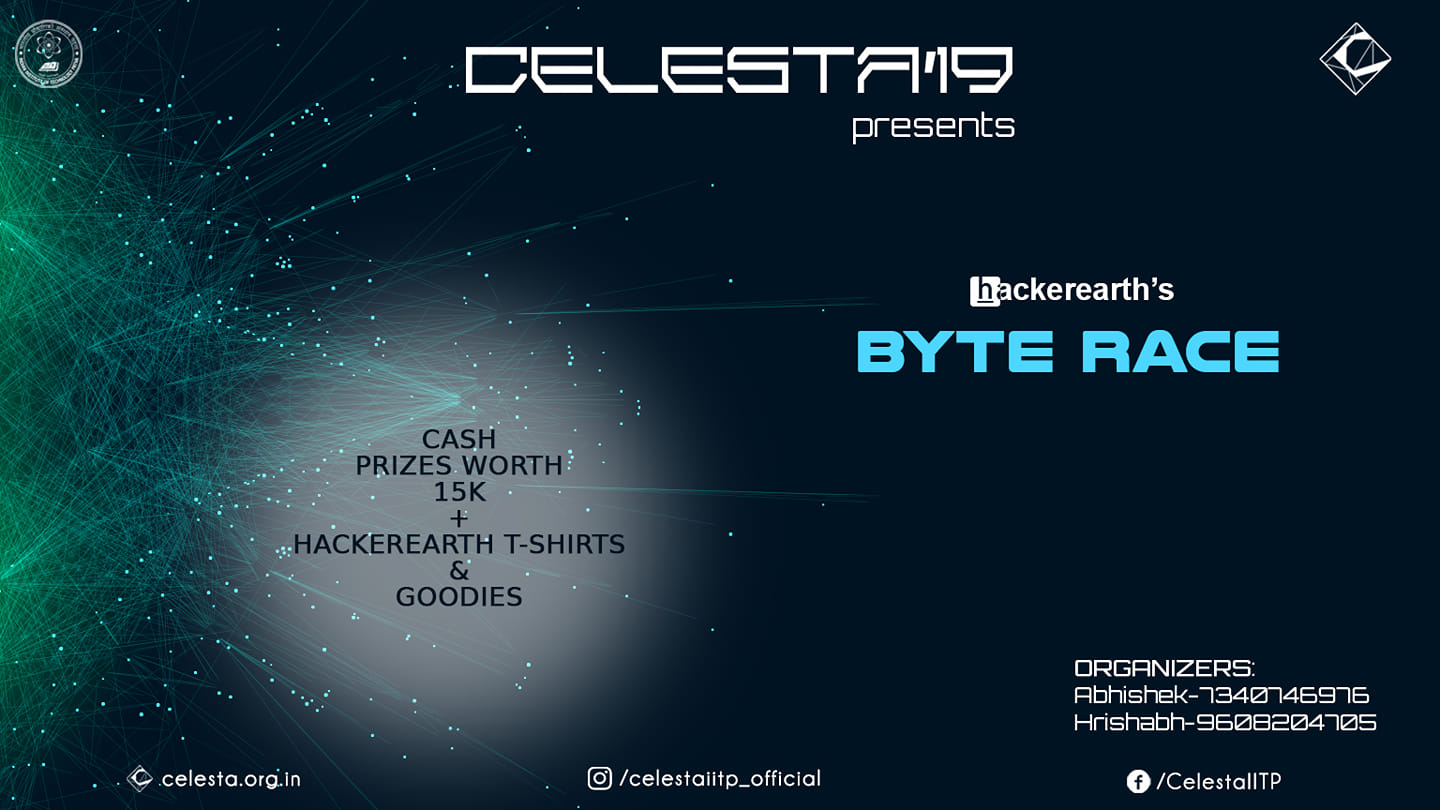 CELESTA'19
presents
hackerearth's
BYTE RACE
CASH
PRIZES WORTH
15K
+
HACKEREARTH T-SHIRTS
&
GOODIES
ORGANIZERS:
Abhishek-7340746976
Hrishabh-9608204705
celesta.org.in
/celestaiitp_official
/CelestaIITP